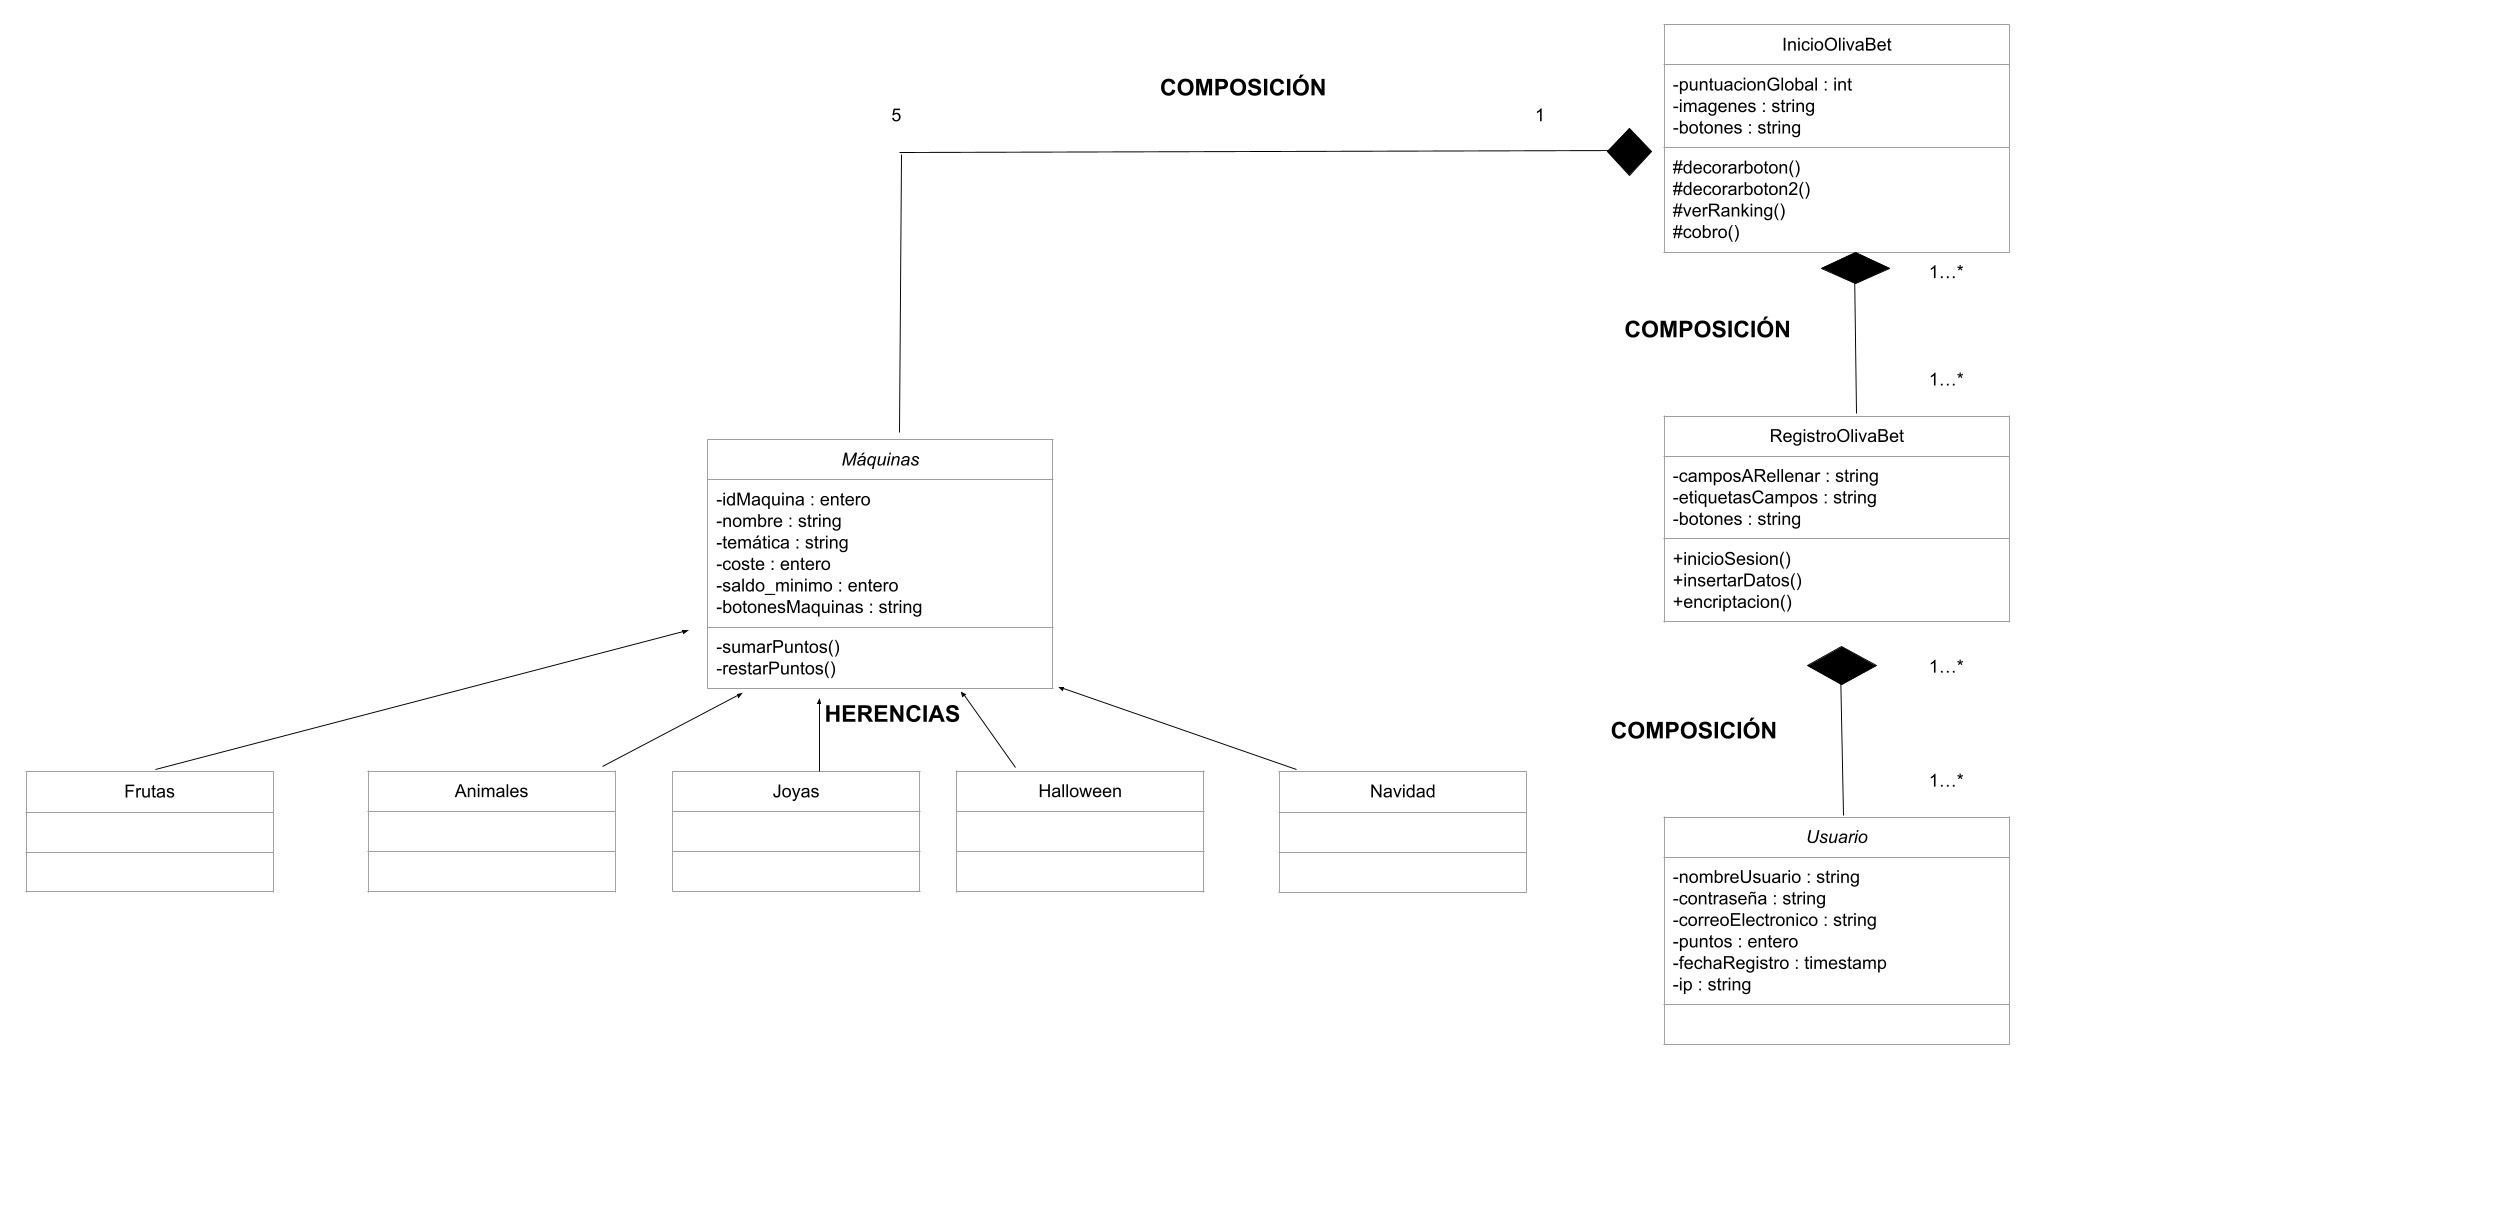 InicioOlivaBet
-puntuacionGlobal : int
-imagenes : string
-botones : string
#decorarboton()
#decorarboton2()
#verRanking()
#cobro()
COMPOSICIÓN
5
1
1...*
COMPOSICIÓN
1...*
Máquinas
-idMaquina : entero
-nombre : string
-temática : string
-coste : entero
-saldo_minimo : entero
-botonesMaquinas : string
-sumarPuntos()
-restarPuntos()
RegistroOlivaBet
-camposARellenar : string
-etiquetasCampos : string
-botones : string
+inicioSesion()
+insertarDatos()
+encriptacion()
HERENCIAS
1...*
COMPOSICIÓN
1...*
Frutas
Animales
Joyas
Halloween
Navidad
Usuario
-nombreUsuario : string
-contraseña : string
-correoElectronico : string
-puntos : entero
-fechaRegistro : timestamp
-ip : string